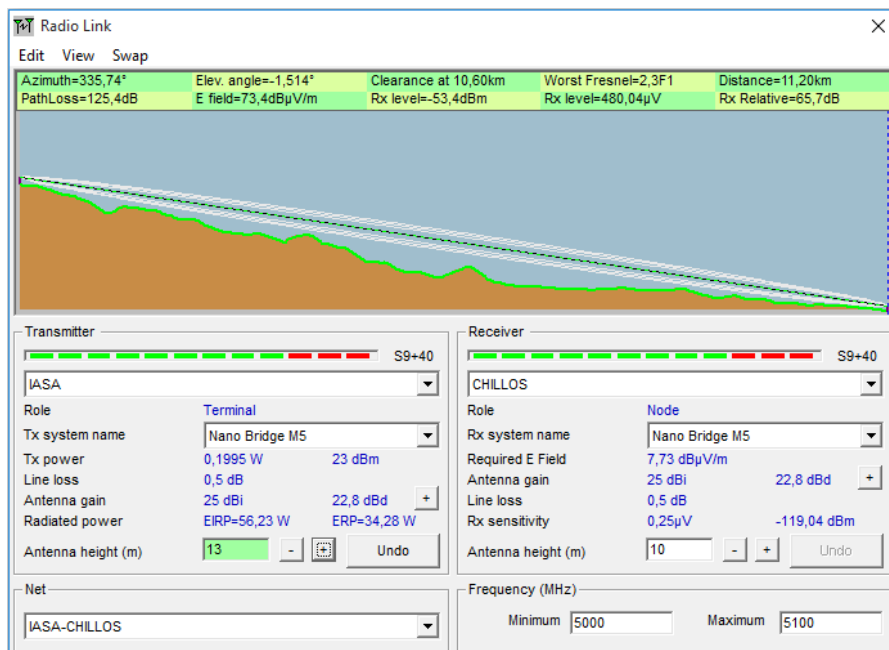 Radio Link
Edit View Swap
Azimuth=335,74° Elev. angle=-1,514° Clearance at 10,60km Worst Fresnel=2,3F1 Distance=11,20km
PathLoss=125,4dB E field=73,4dBµV/m Rx level=-53,4dBm Rx level=480,04µV Rx Relative=65,7dB
Transmitter
S9+40
IASA
Role Terminal
Tx system name Nano Bridge M5
Tx power 0,1995 W 23 dBm
Line loss 0,5 dB
Antenna gain 25 dBi 22,8 dBd +
Radiated power EIRP=56,23 W ERP=34,28 W
Antenna height (m) 13 - + Undo
Receiver
S9+40
CHILLOS
Role Node
Rx system name Nano Bridge M5
Required E Field 7,73 dBµV/m
Antenna gain 25 dBi 22,8 dBd +
Line loss 0,5 dB
Rx sensitivity 0,25µV -119,04 dBm
Antenna height (m) 10 - + Undo
Net
IASA-CHILLOS
Frequency (MHz)
Minimum 5000 Maximum 5100